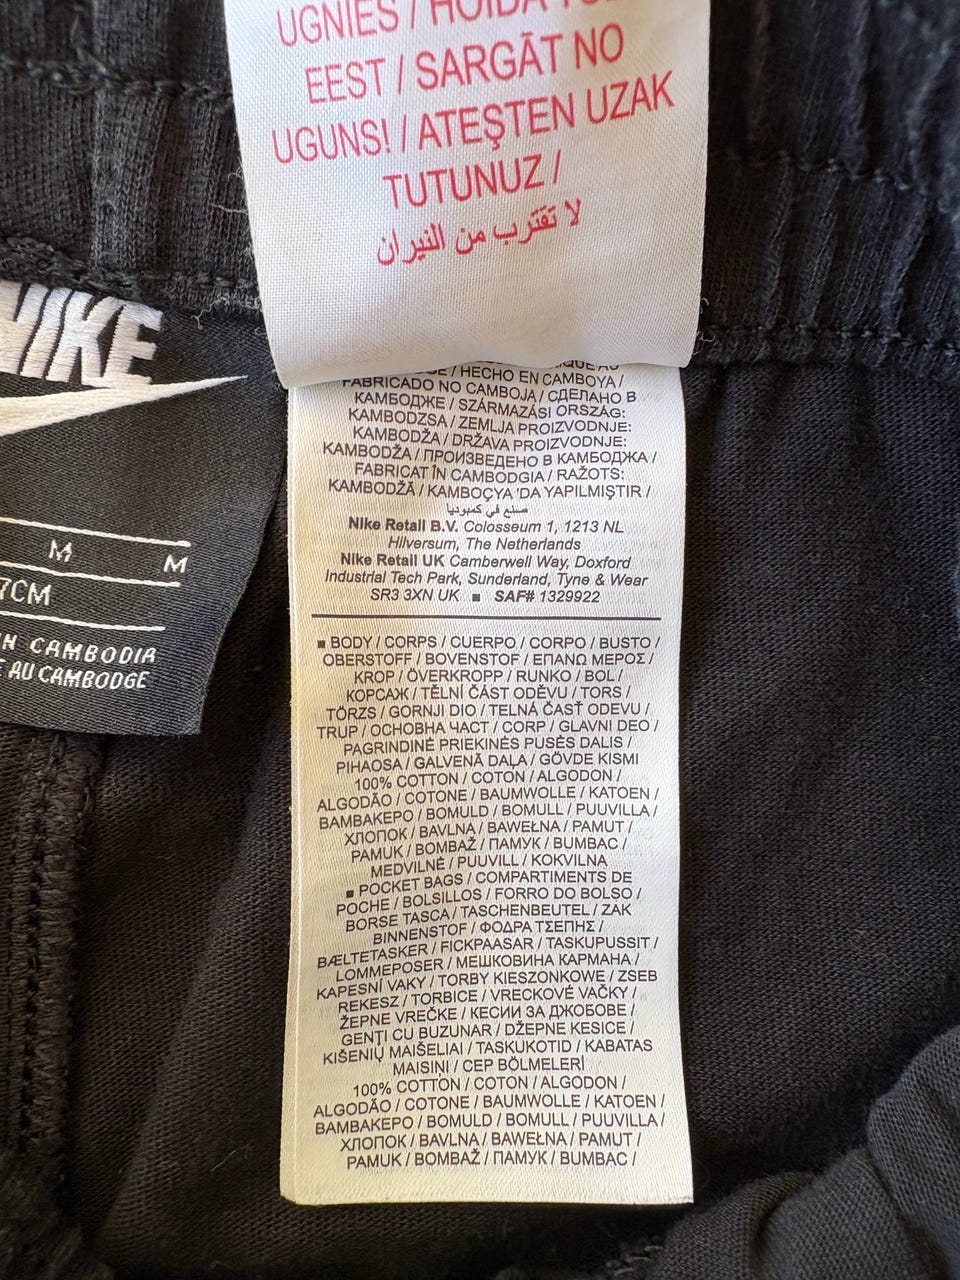 UGNIES / HOIDA
EEST / SARGĀT NO
UGUNS! / ATEŞTEN UZAK
TUTUNUZ /
لا تقترب من النيران
NIKE
M M
7CM
IN CAMBODIA
AU CAMBODGE
/ HECHO EN CAMBOYA /
FABRICADO NO CAMBOJA / СДЕЛАНО В
КАМБОДЖЕ / SZÁRMAZÁSI ORSZÁG:
KAMBODZSA / ZEMLJA PROIZVODNJE:
KAMBODŽA / DRŽAVA PROIZVODNJE:
KAMBODŽA / ПРОИЗВЕДЕНО В КАМБОДЖА /
FABRICAT ÎN CAMBODGIA / RAŽOTS:
KAMBODŽĀ / KAMBOÇYA 'DA YAPILMIŞTIR /
صنع في كمبوديا
Nike Retail B.V. Colosseum 1, 1213 NL
Hilversum, The Netherlands
Nike Retail UK Camberwell Way, Doxford
Industrial Tech Park, Sunderland, Tyne & Wear
SR3 3XN UK ■ SAF# 1329922
■ BODY / CORPS / CUERPO / CORPO / BUSTO /
OBERSTOFF / BOVENSTOF / ΕΠΑΝΩ ΜΕΡΟΣ /
KROP / ÖVERKROPP / RUNKO / BOL /
КОРСАЖ / TĚLNÍ ČÁST ODĚVU / TORS /
TÖRZS / GORNJI DIO / TELNÁ ČASŤ ODEVU /
TRUP / ОСНОВНА ЧАСТ / CORP / GLAVNI DEO /
PAGRINDINĖ PRIEKINĖS PUSĖS DALIS /
PIHAOSA / GALVENĀ DAĻA / GÖVDE KISMI
100% COTTON / COTON / ALGODON /
ALGODÃO / COTONE / BAUMWOLLE / KATOEN /
ΒΑΜΒΑΚΕΡΟ / BOMULD / BOMULL / PUUVILLA /
ХЛОПОК / BAVLNA / BAWEŁNA / PAMUT /
PAMUK / BOMBAŽ / ПАМУК / BUMBAC /
MEDVILNĖ / PUUVILL / KOKVILNA
■ POCKET BAGS / COMPARTIMENTS DE
POCHE / BOLSILLOS / FORRO DO BOLSO /
BORSE TASCA / TASCHENBEUTEL / ZAK
BINNENSTOF / ΦΟΔΡΑ ΤΣΕΠΗΣ /
BÆLTETASKER / FICKPAASAR / TASKUPUSSIT /
LOMMEPOSER / МЕШКОВИНА КАРМАНА /
KAPESNÍ VAKY / TORBY KIESZONKOWE / ZSEB
REKESZ / TORBICE / VRECKOVÉ VAČKY /
ŽEPNE VREČKE / КЕСИИ ЗА ДЖОБОВЕ /
GENŢI CU BUZUNAR / DŽEPNE KESICE /
KIŠENIŲ MAIŠELIAI / TASKUKOTID / KABATAS
MAISIŅI / CEP BÖLMELERİ
100% COTTON / COTON / ALGODON /
ALGODÃO / COTONE / BAUMWOLLE / KATOEN /
ΒΑΜΒΑΚΕΡΟ / BOMULD / BOMULL / PUUVILLA /
ХЛОПОК / BAVLNA / BAWEŁNA / PAMUT /
PAMUK / BOMBAŽ / ПАМУК / BUMBAC /